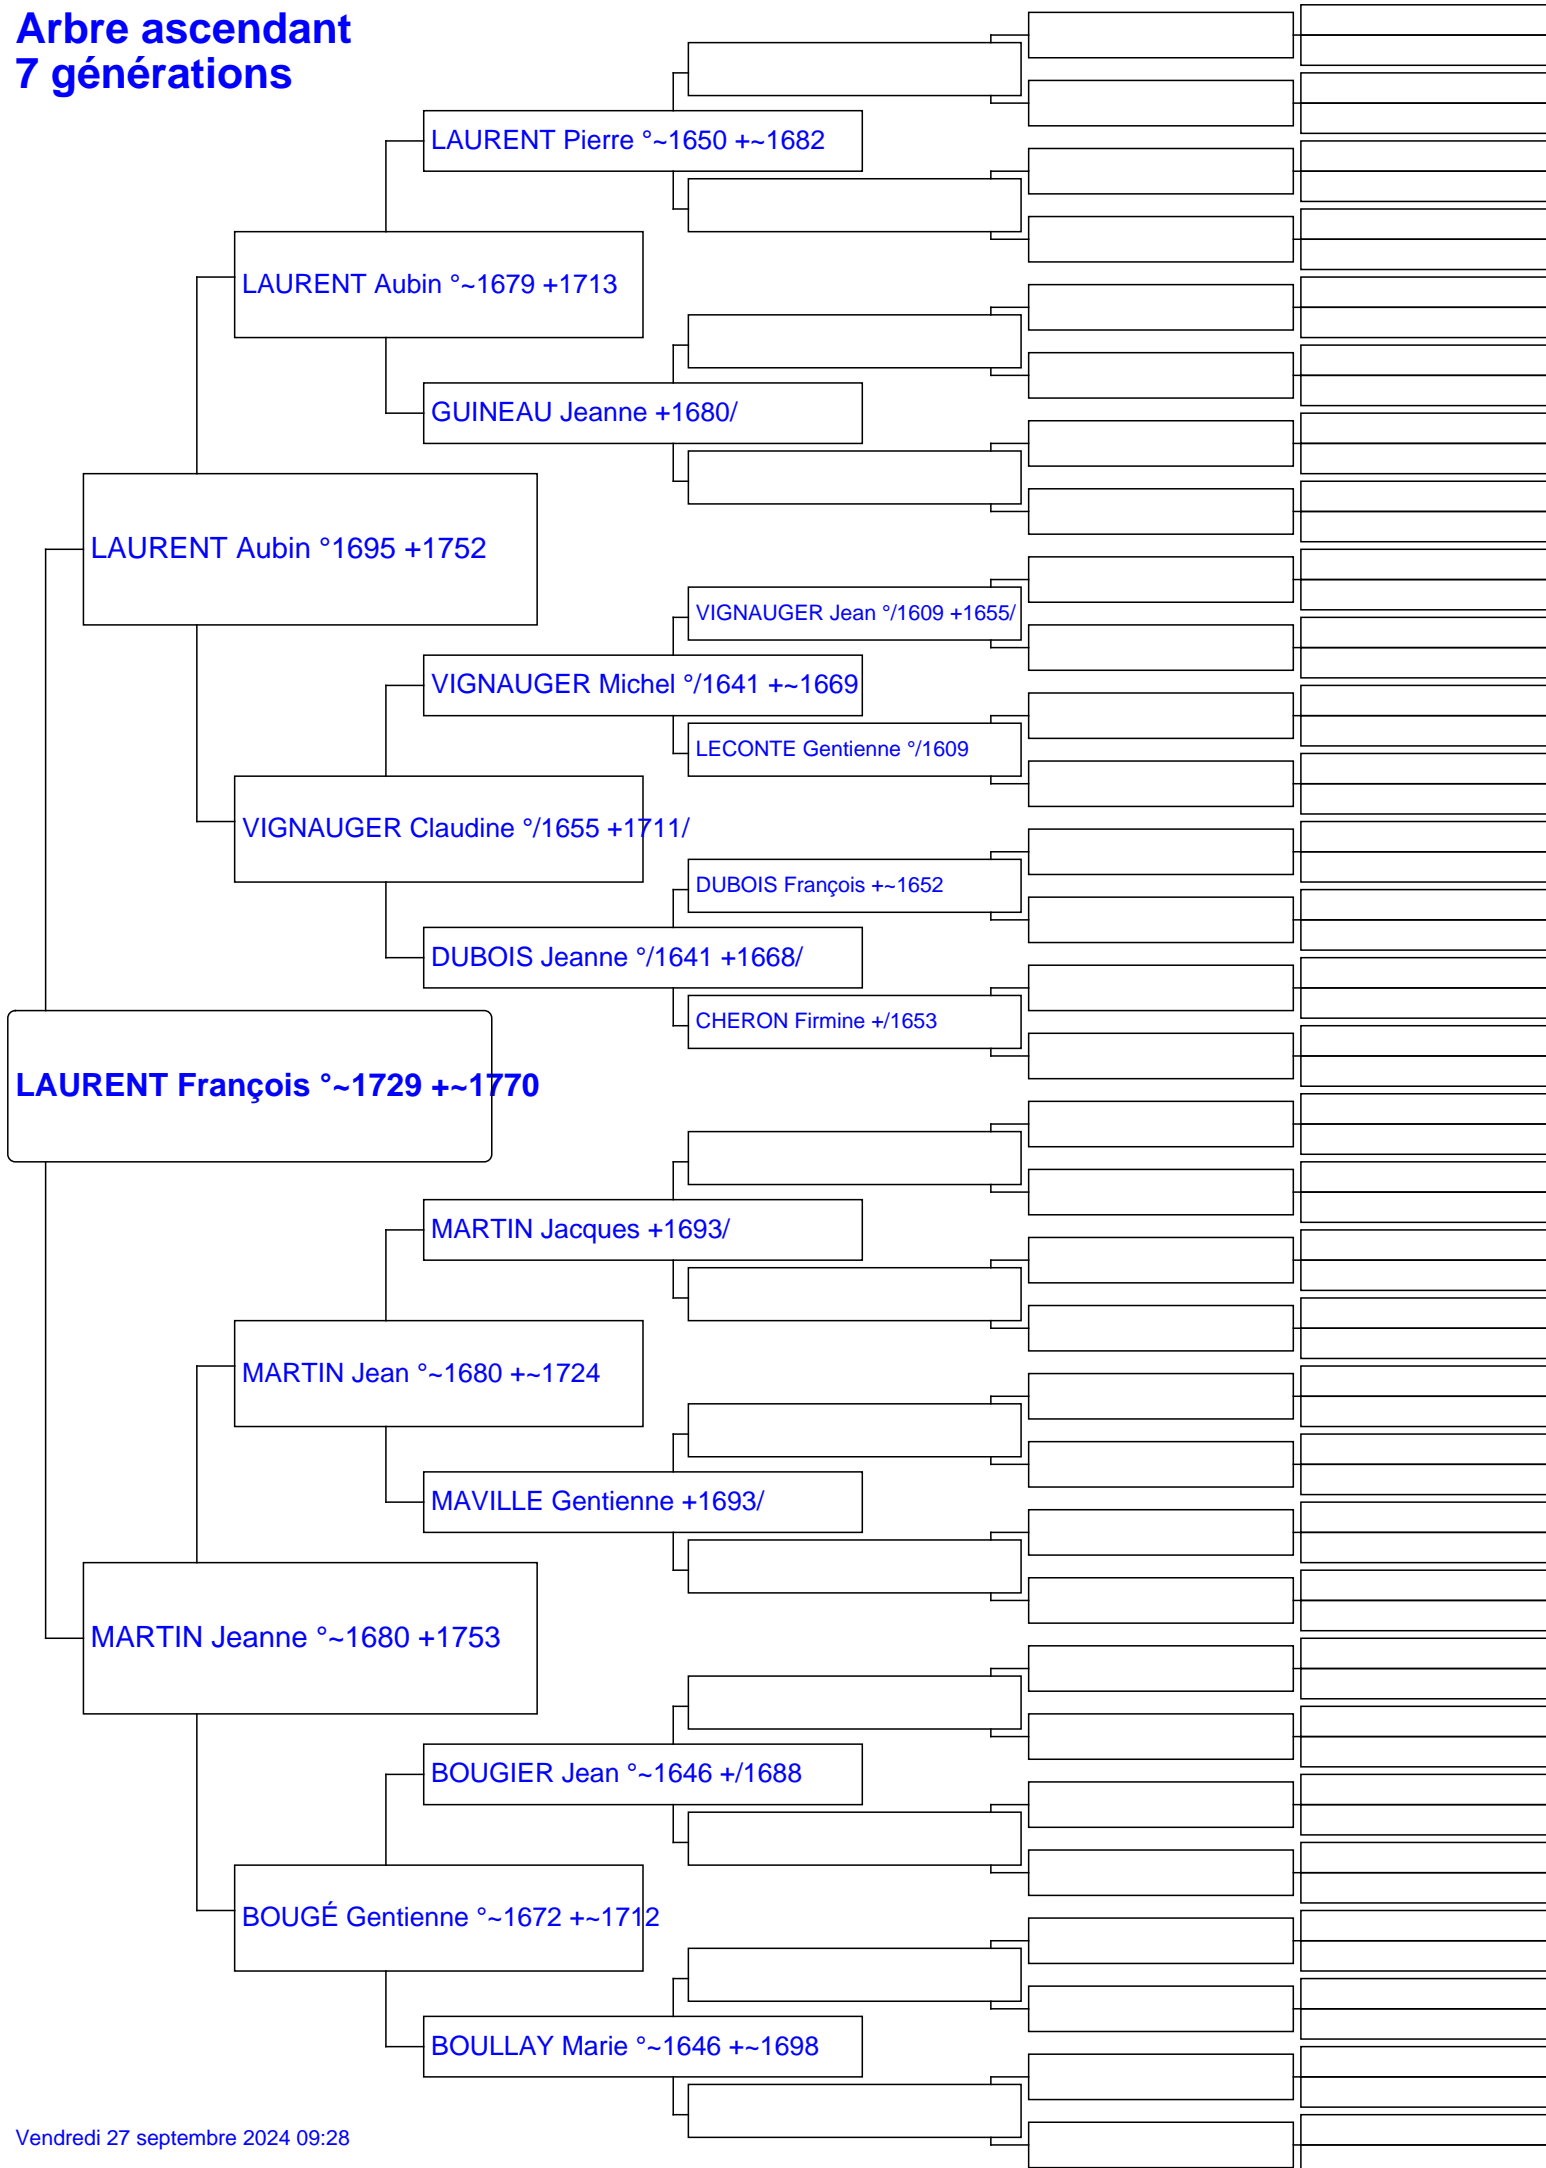 Arbre ascendant
7 générations
LAURENT Pierre °~1650 +~1682
LAURENT Aubin °~1679 +1713
GUINEAU Jeanne +1680/
LAURENT Aubin °1695 +1752
VIGNAUGER Jean °/1609 +1655/
VIGNAUGER Michel °/1641 +~1669
LECONTE Gentienne °/1609
VIGNAUGER Claudine °/1655 +1711/
DUBOIS François +~1652
DUBOIS Jeanne °/1641 +1668/
CHERON Firmine +/1653
LAURENT François °~1729 +~1770
MARTIN Jacques +1693/
MARTIN Jean °~1680 +~1724
MAVILLE Gentienne +1693/
MARTIN Jeanne °~1680 +1753
BOUGIER Jean °~1646 +/1688
BOUGÉ Gentienne °~1672 +~1712
BOULLAY Marie °~1646 +~1698
Vendredi 27 septembre 2024 09:28